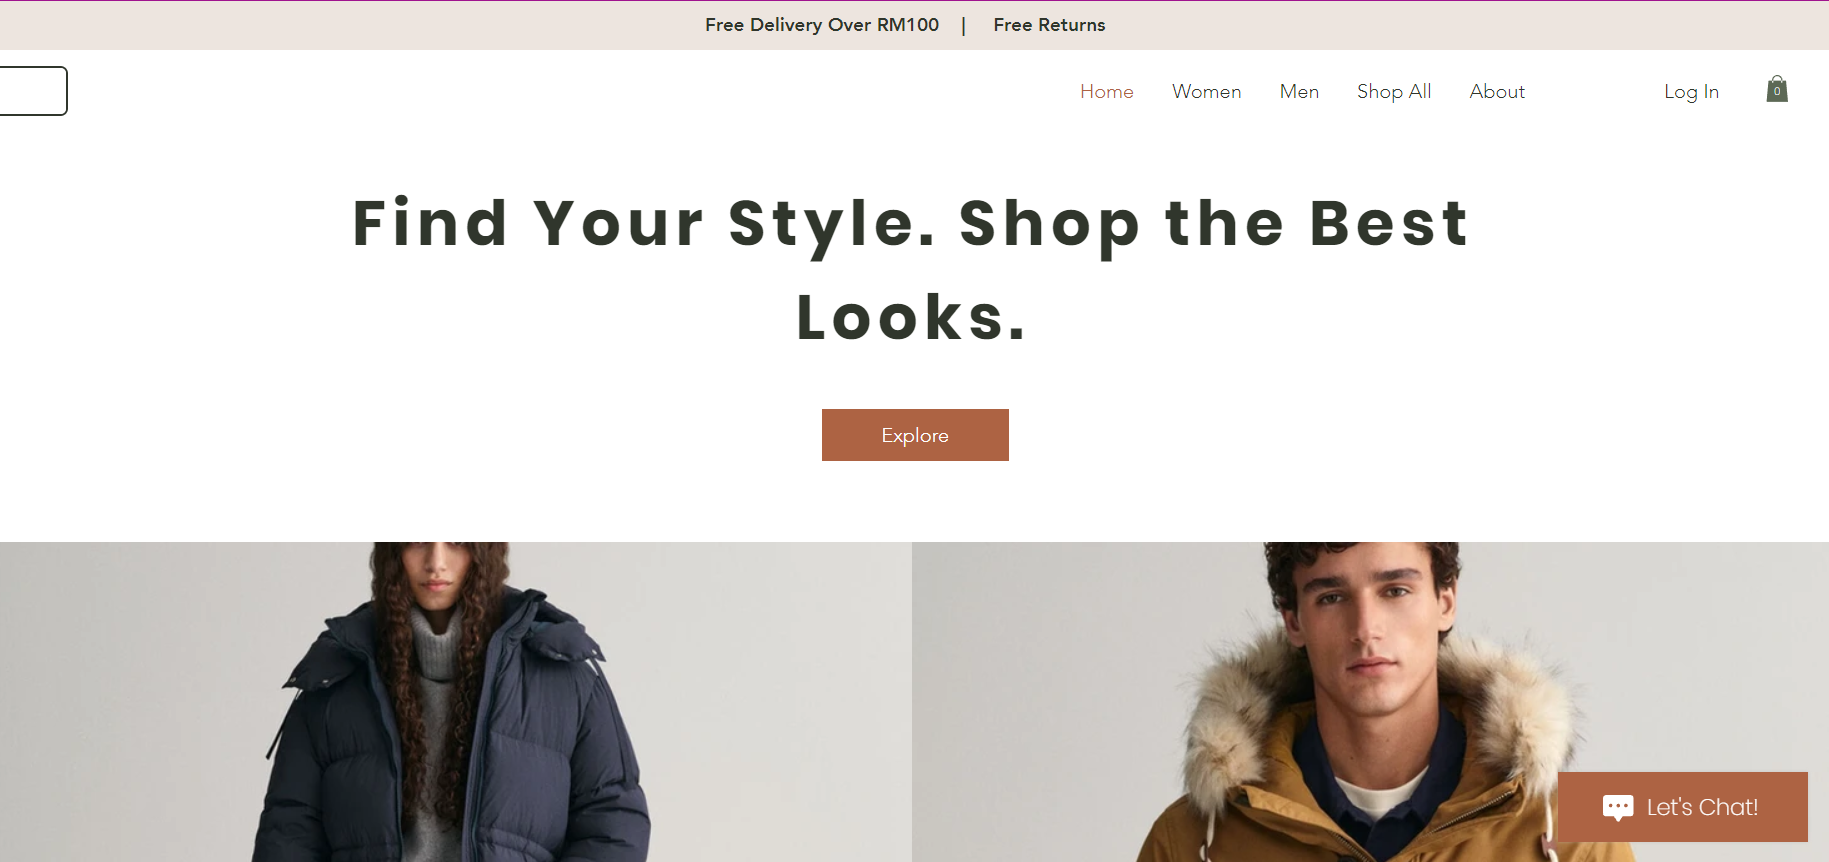 Free Delivery Over RM100 | Free Returns
Home Women Men Shop All About Log In 0
Find Your Style. Shop the Best
Looks.
Explore
Let's Chat!